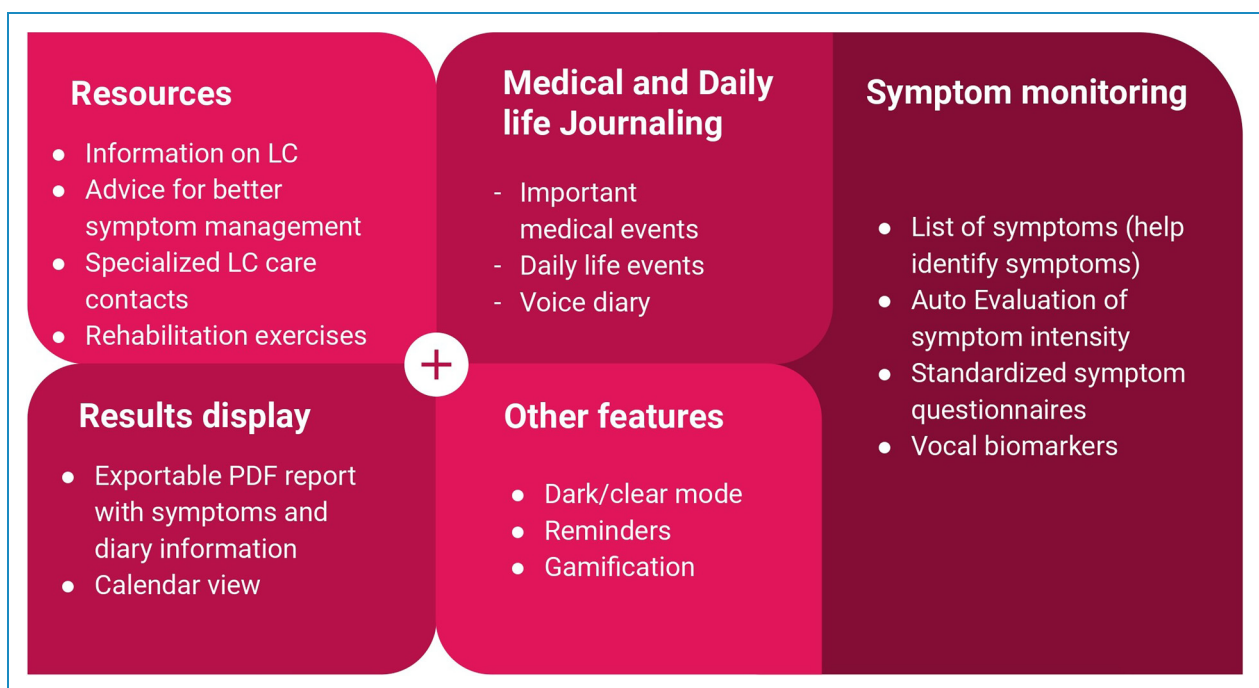 Resources
● Information on LC
● Advice for better
symptom management
● Specialized LC care
contacts
● Rehabilitation exercises
Medical and Daily
life Journaling
- Important
medical events
- Daily life events
- Voice diary
Symptom monitoring
● List of symptoms (help
identify symptoms)
● Auto Evaluation of
symptom intensity
● Standardized symptom
questionnaires
● Vocal biomarkers
+
Results display
● Exportable PDF report
with symptoms and
diary information
● Calendar view
Other features
● Dark/clear mode
● Reminders
● Gamification